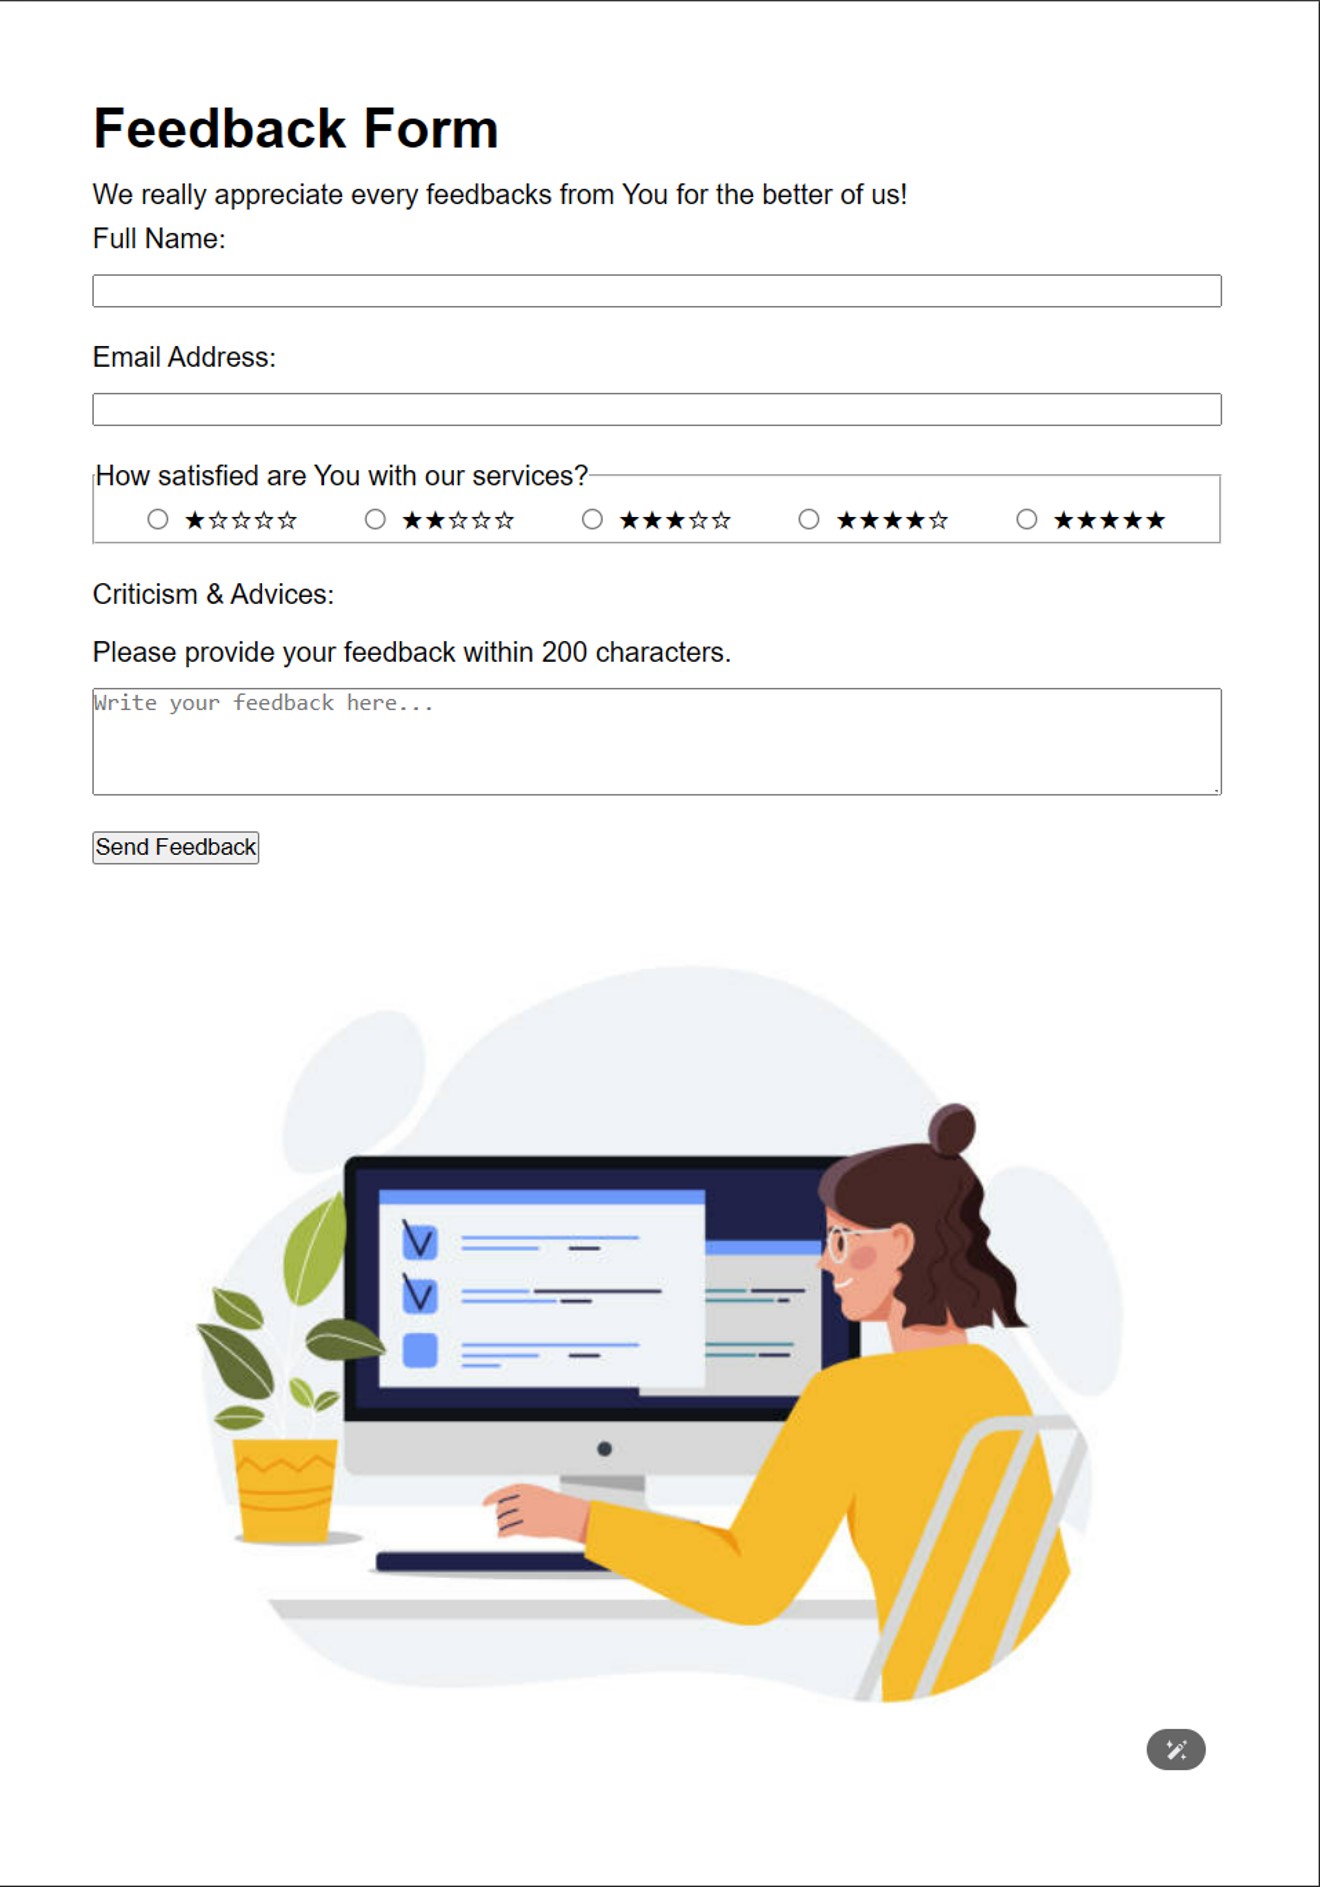 Feedback Form
We really appreciate every feedbacks from You for the better of us!
Full Name:
Email Address:
How satisfied are You with our services?
★☆☆☆☆ ★★☆☆☆ ★★★☆☆ ★★★★☆ ★★★★★
Criticism & Advices:
Please provide your feedback within 200 characters.
Write your feedback here...
Send Feedback